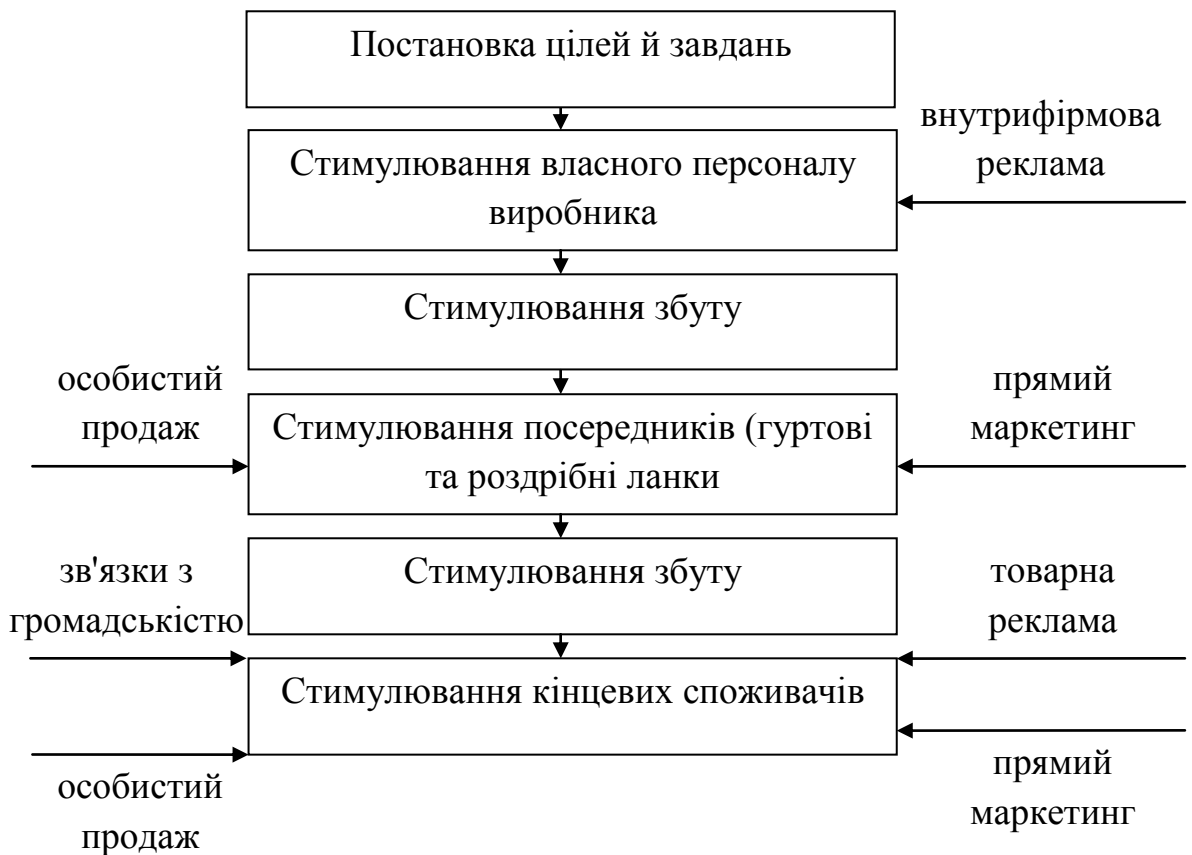 Постановка цілей й завдань
внутрифірмова
реклама
Стимулювання власного персоналу
виробника
Стимулювання збуту
особистий
продаж
прямий
маркетинг
Стимулювання посередників (гуртові
та роздрібні ланки
зв'язки з
громадськістю
Стимулювання збуту
товарна
реклама
Стимулювання кінцевих споживачів
особистий
продаж
прямий
маркетинг